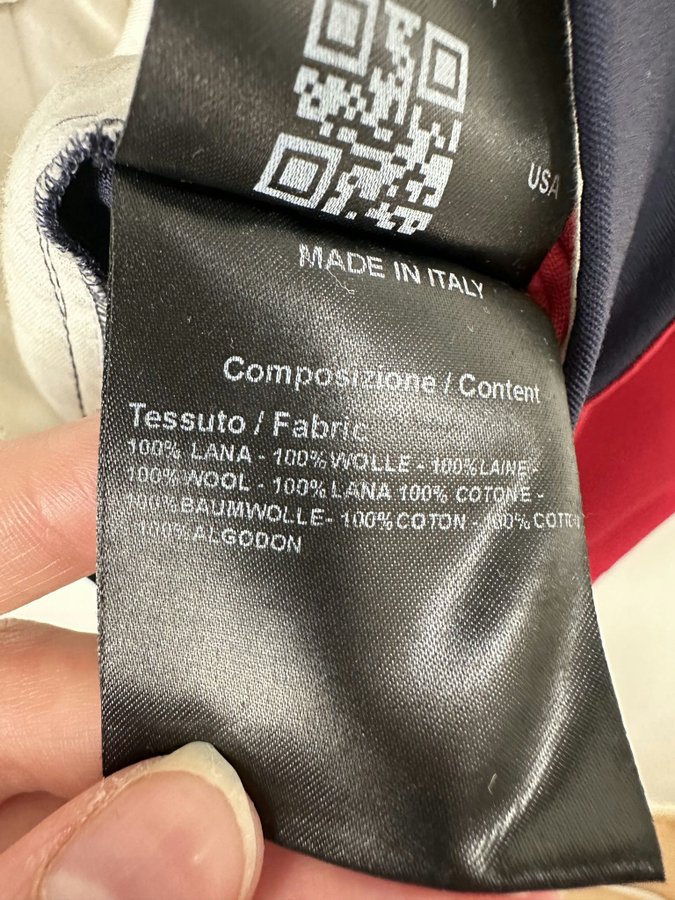 USA
MADE IN ITALY
Composizione / Content
Tessuto / Fabric
100% LANA - 100% WOLLE - 100% LAINE -
100% WOOL - 100% LANA 100% COTONE -
100% BAUMWOLLE- 100% COTON - 100% COTTON
- 100% ALGODON